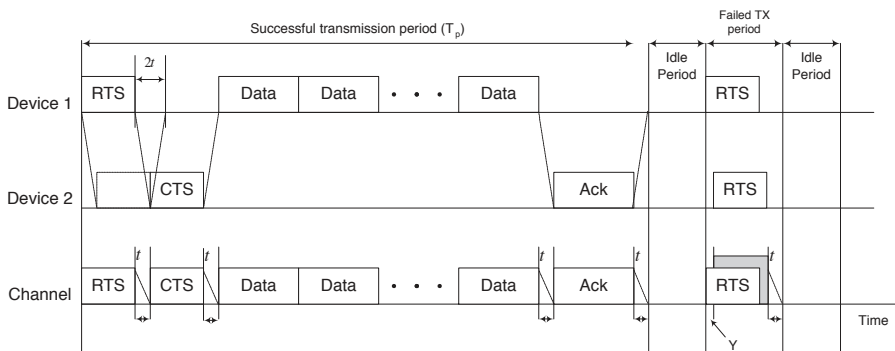 Successful transmission period (Tp)
Failed TX
period
Idle
Period
Idle
Period
2t
Device 1
RTS
Data
Data
• • •
Data
RTS
Device 2
CTS
Ack
RTS
t
t
t
t
t
Channel
RTS
CTS
Data
Data
• • •
Data
Ack
RTS
Time
Y